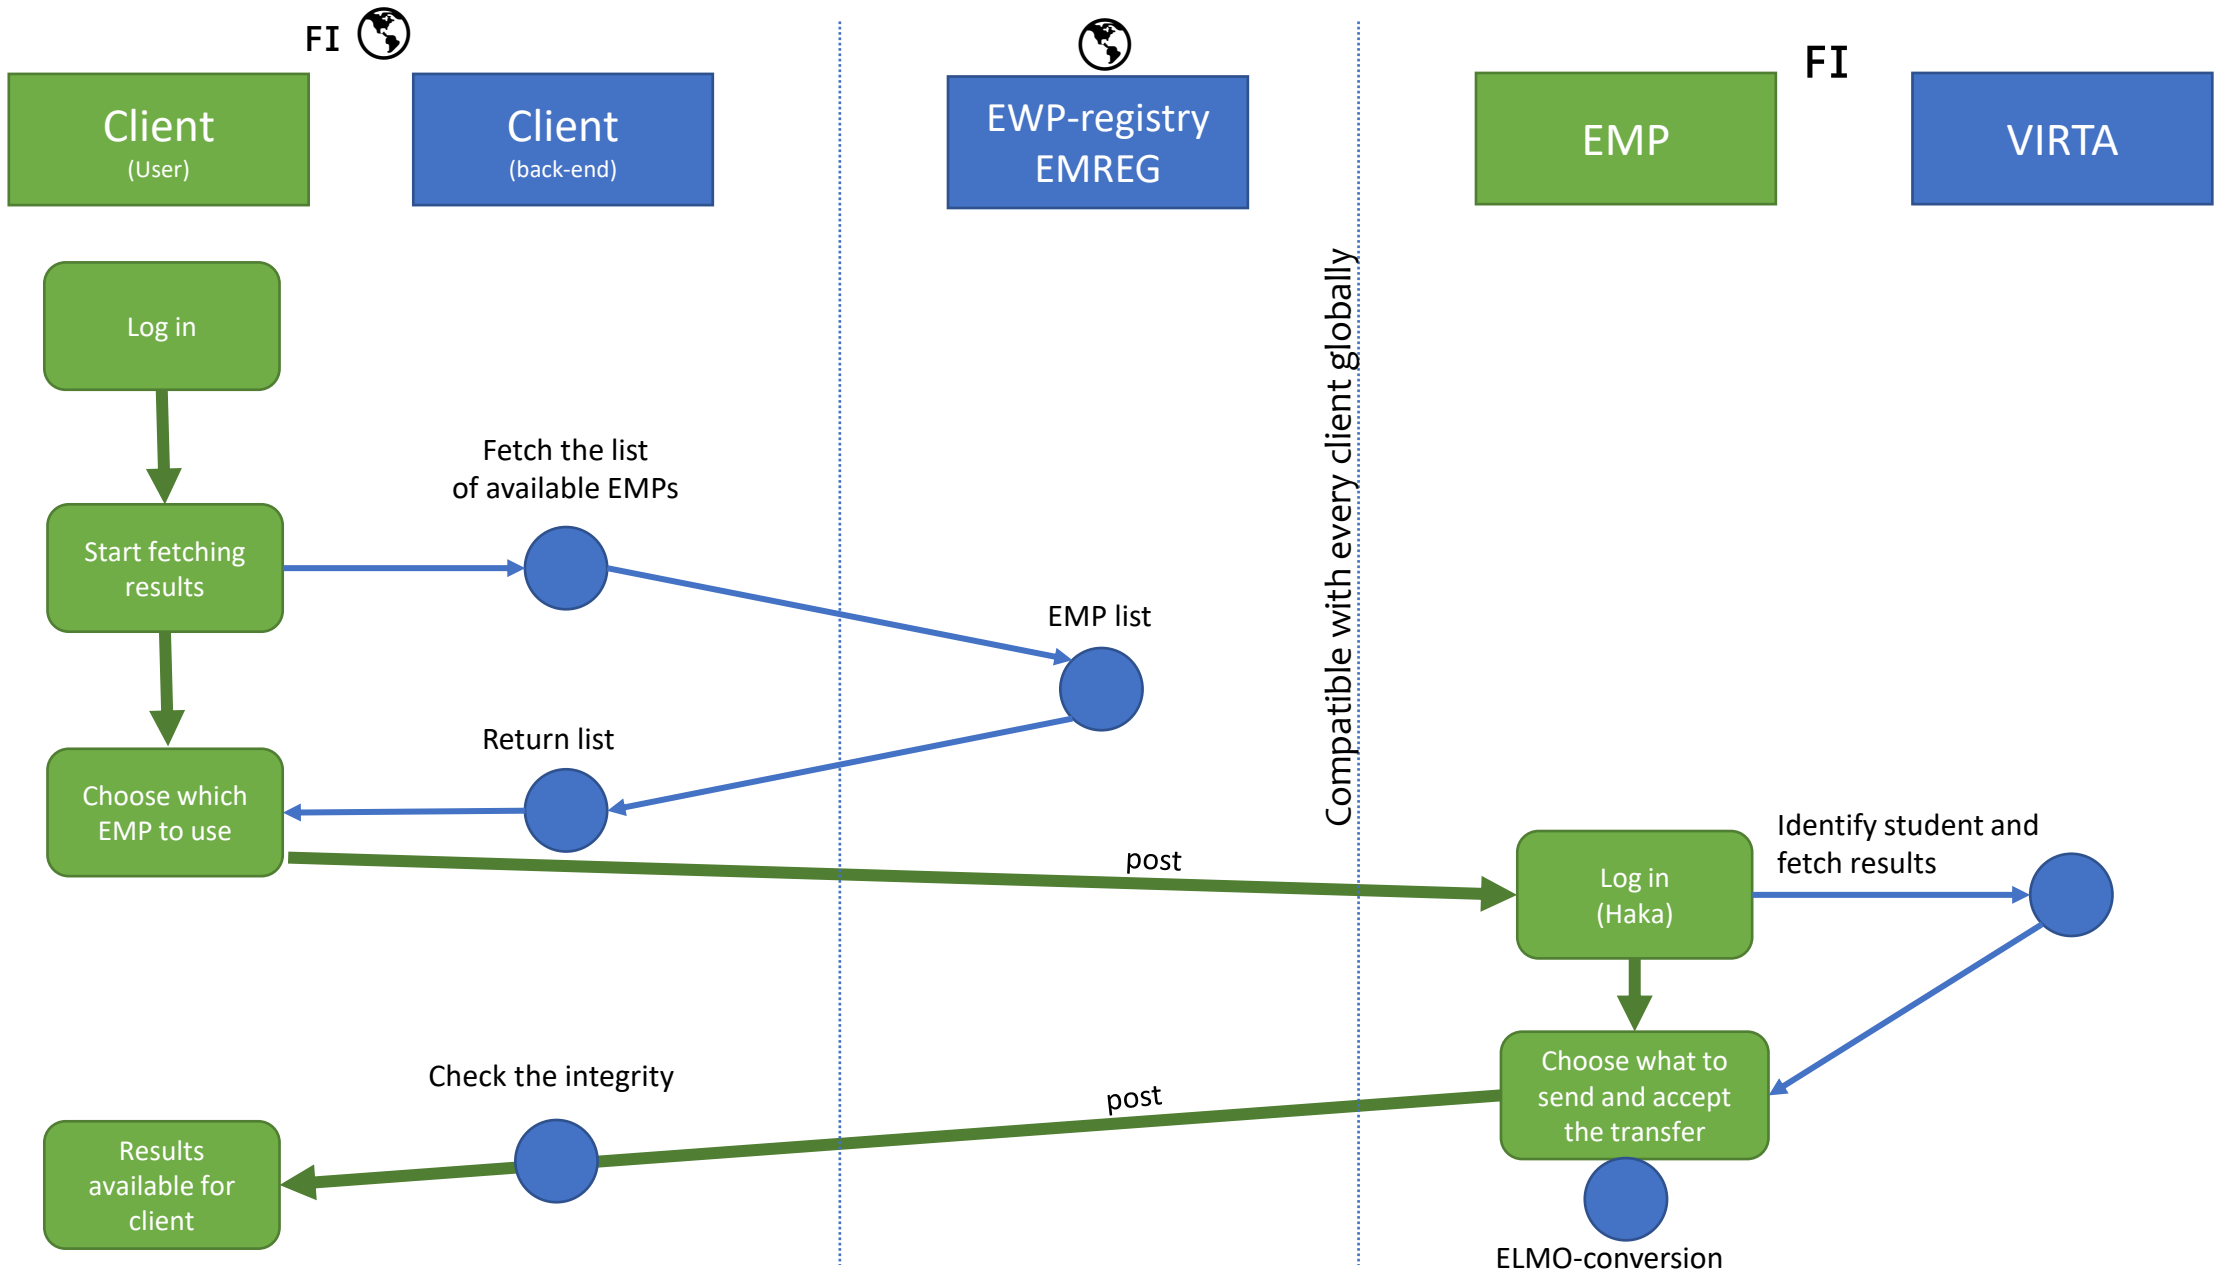 FI
FI
Client
(User)
Client
(back-end)
EWP-registry
EMREG
EMP
VIRTA
Compatible with every client globally
Log in
Fetch the list
of available EMPs
Start fetching
results
EMP list
Return list
Choose which
EMP to use
post
Log in
(Haka)
Identify student and
fetch results
Choose what to
send and accept
the transfer
post
Check the integrity
Results
available for
client
ELMO-conversion